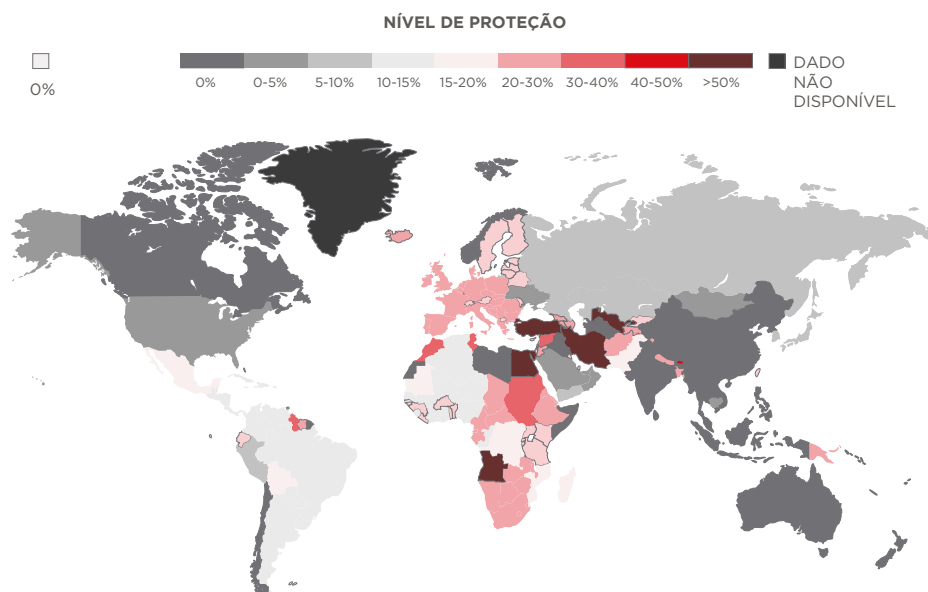 NÍVEL DE PROTEÇÃO
0%
0%
0-5%
5-10%
10-15%
15-20%
20-30%
30-40%
40-50%
>50%
DADO
NÃO
DISPONÍVEL